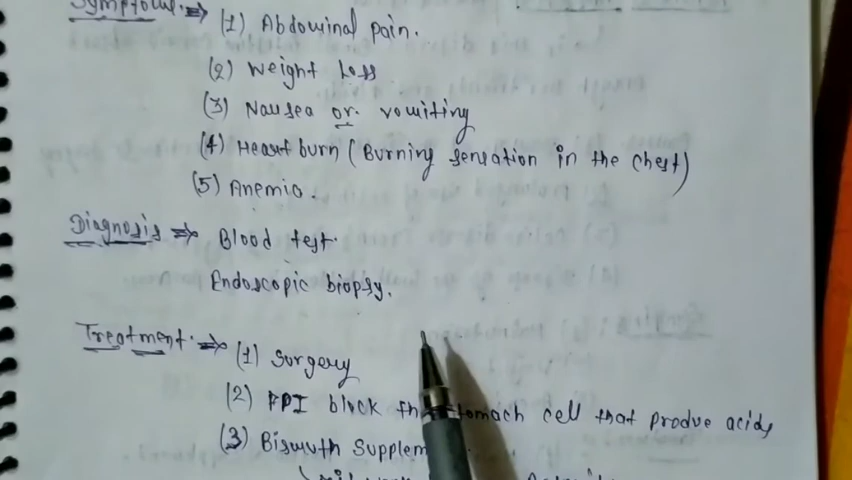 Symptoms. ⇒ (1) Abdominal pain.
(2) Weight Loss
(3) Nausea or vomiting
(4) Heart burn (Burning sensation in the chest)
(5) Anemia.
Diagnosis ⇒ Blood test.
Endoscopic biopsy.
Treatment. ⇒ (1) Surgery
(2) PPI block the stomach cell that produe acids
(3) Bismuth Supplem